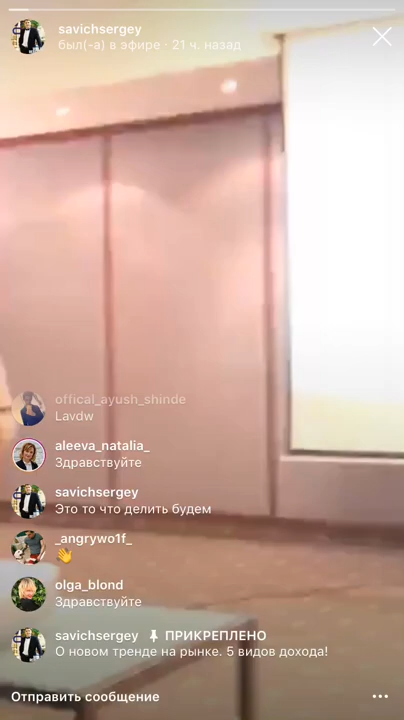 savichsergey
был(-а) в эфире · 21 ч. назад
offical_ayush_shinde
Lavdw
aleeva_natalia_
Здравствуйте
savichsergey
Это то что делить будем
_angrywo1f_
👋
olga_blond
Здравствуйте
savichsergey ПРИКРЕПЛЕНО
О новом тренде на рынке. 5 видов дохода!
Отправить сообщение